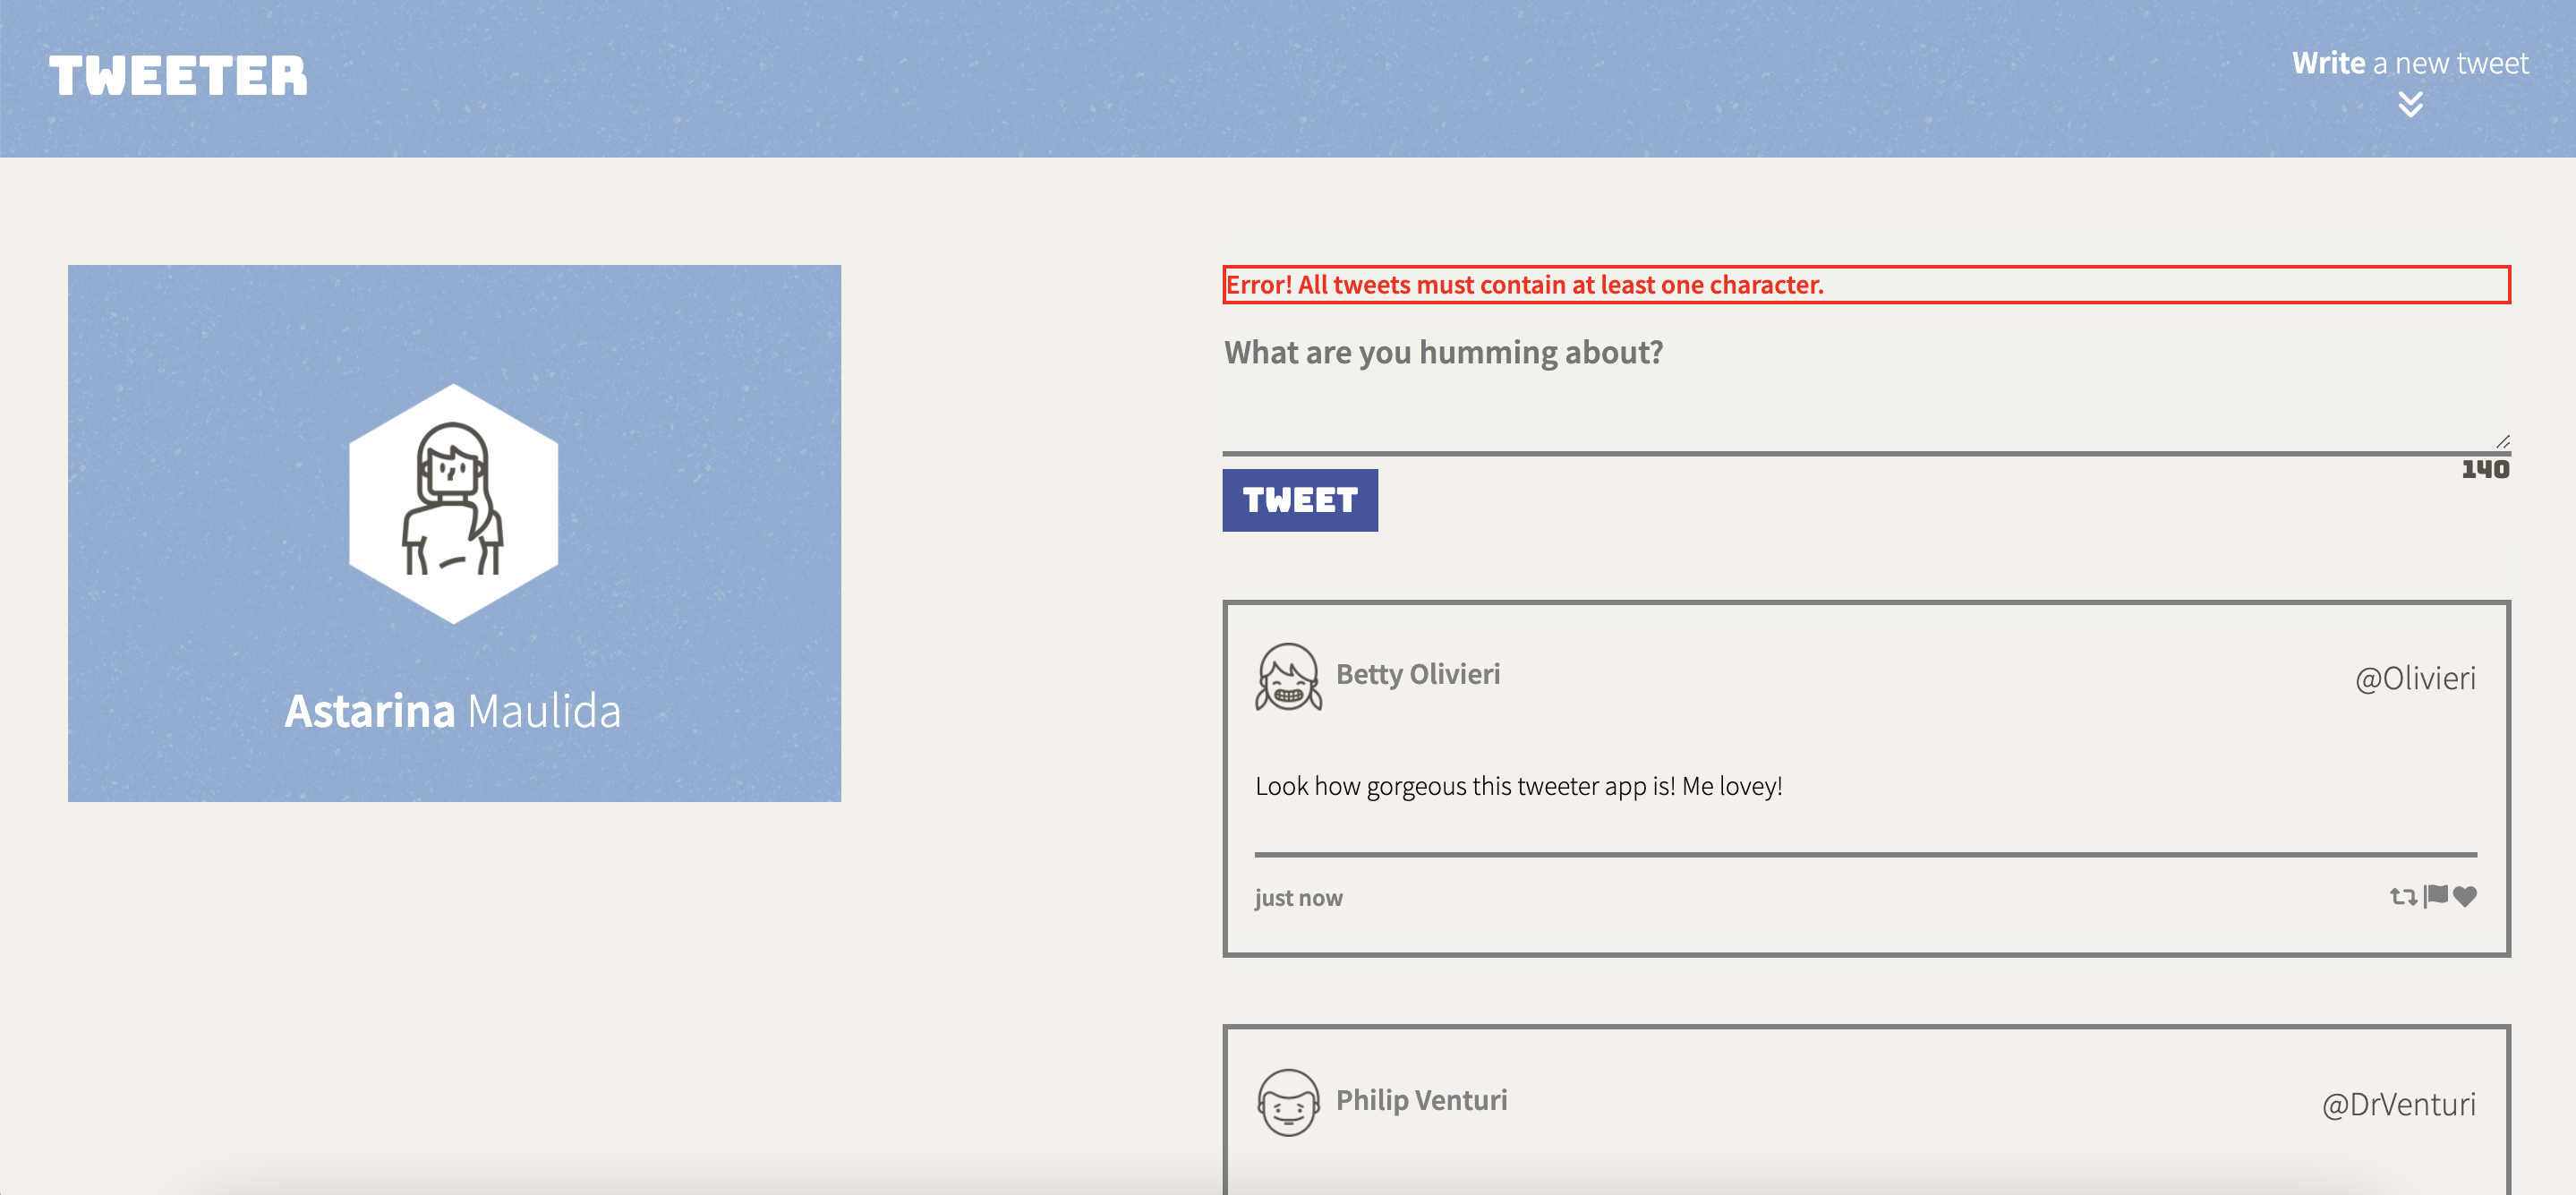 TWEETER
Write a new tweet
Astarina Maulida
Error! All tweets must contain at least one character.
What are you humming about?
140
TWEET
Betty Olivieri
@Olivieri
Look how gorgeous this tweeter app is! Me lovey!
just now
Philip Venturi
@DrVenturi